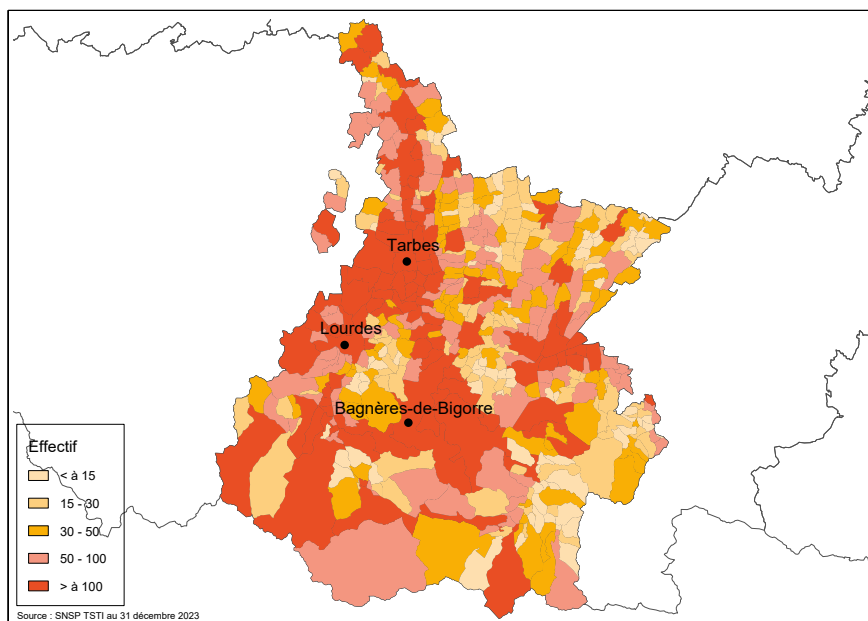 Tarbes
Lourdes
Bagnères-de-Bigorre
Effectif
< à 15
15 - 30
30 - 50
50 - 100
> à 100
Source : SNSP TSTI au 31 décembre 2023